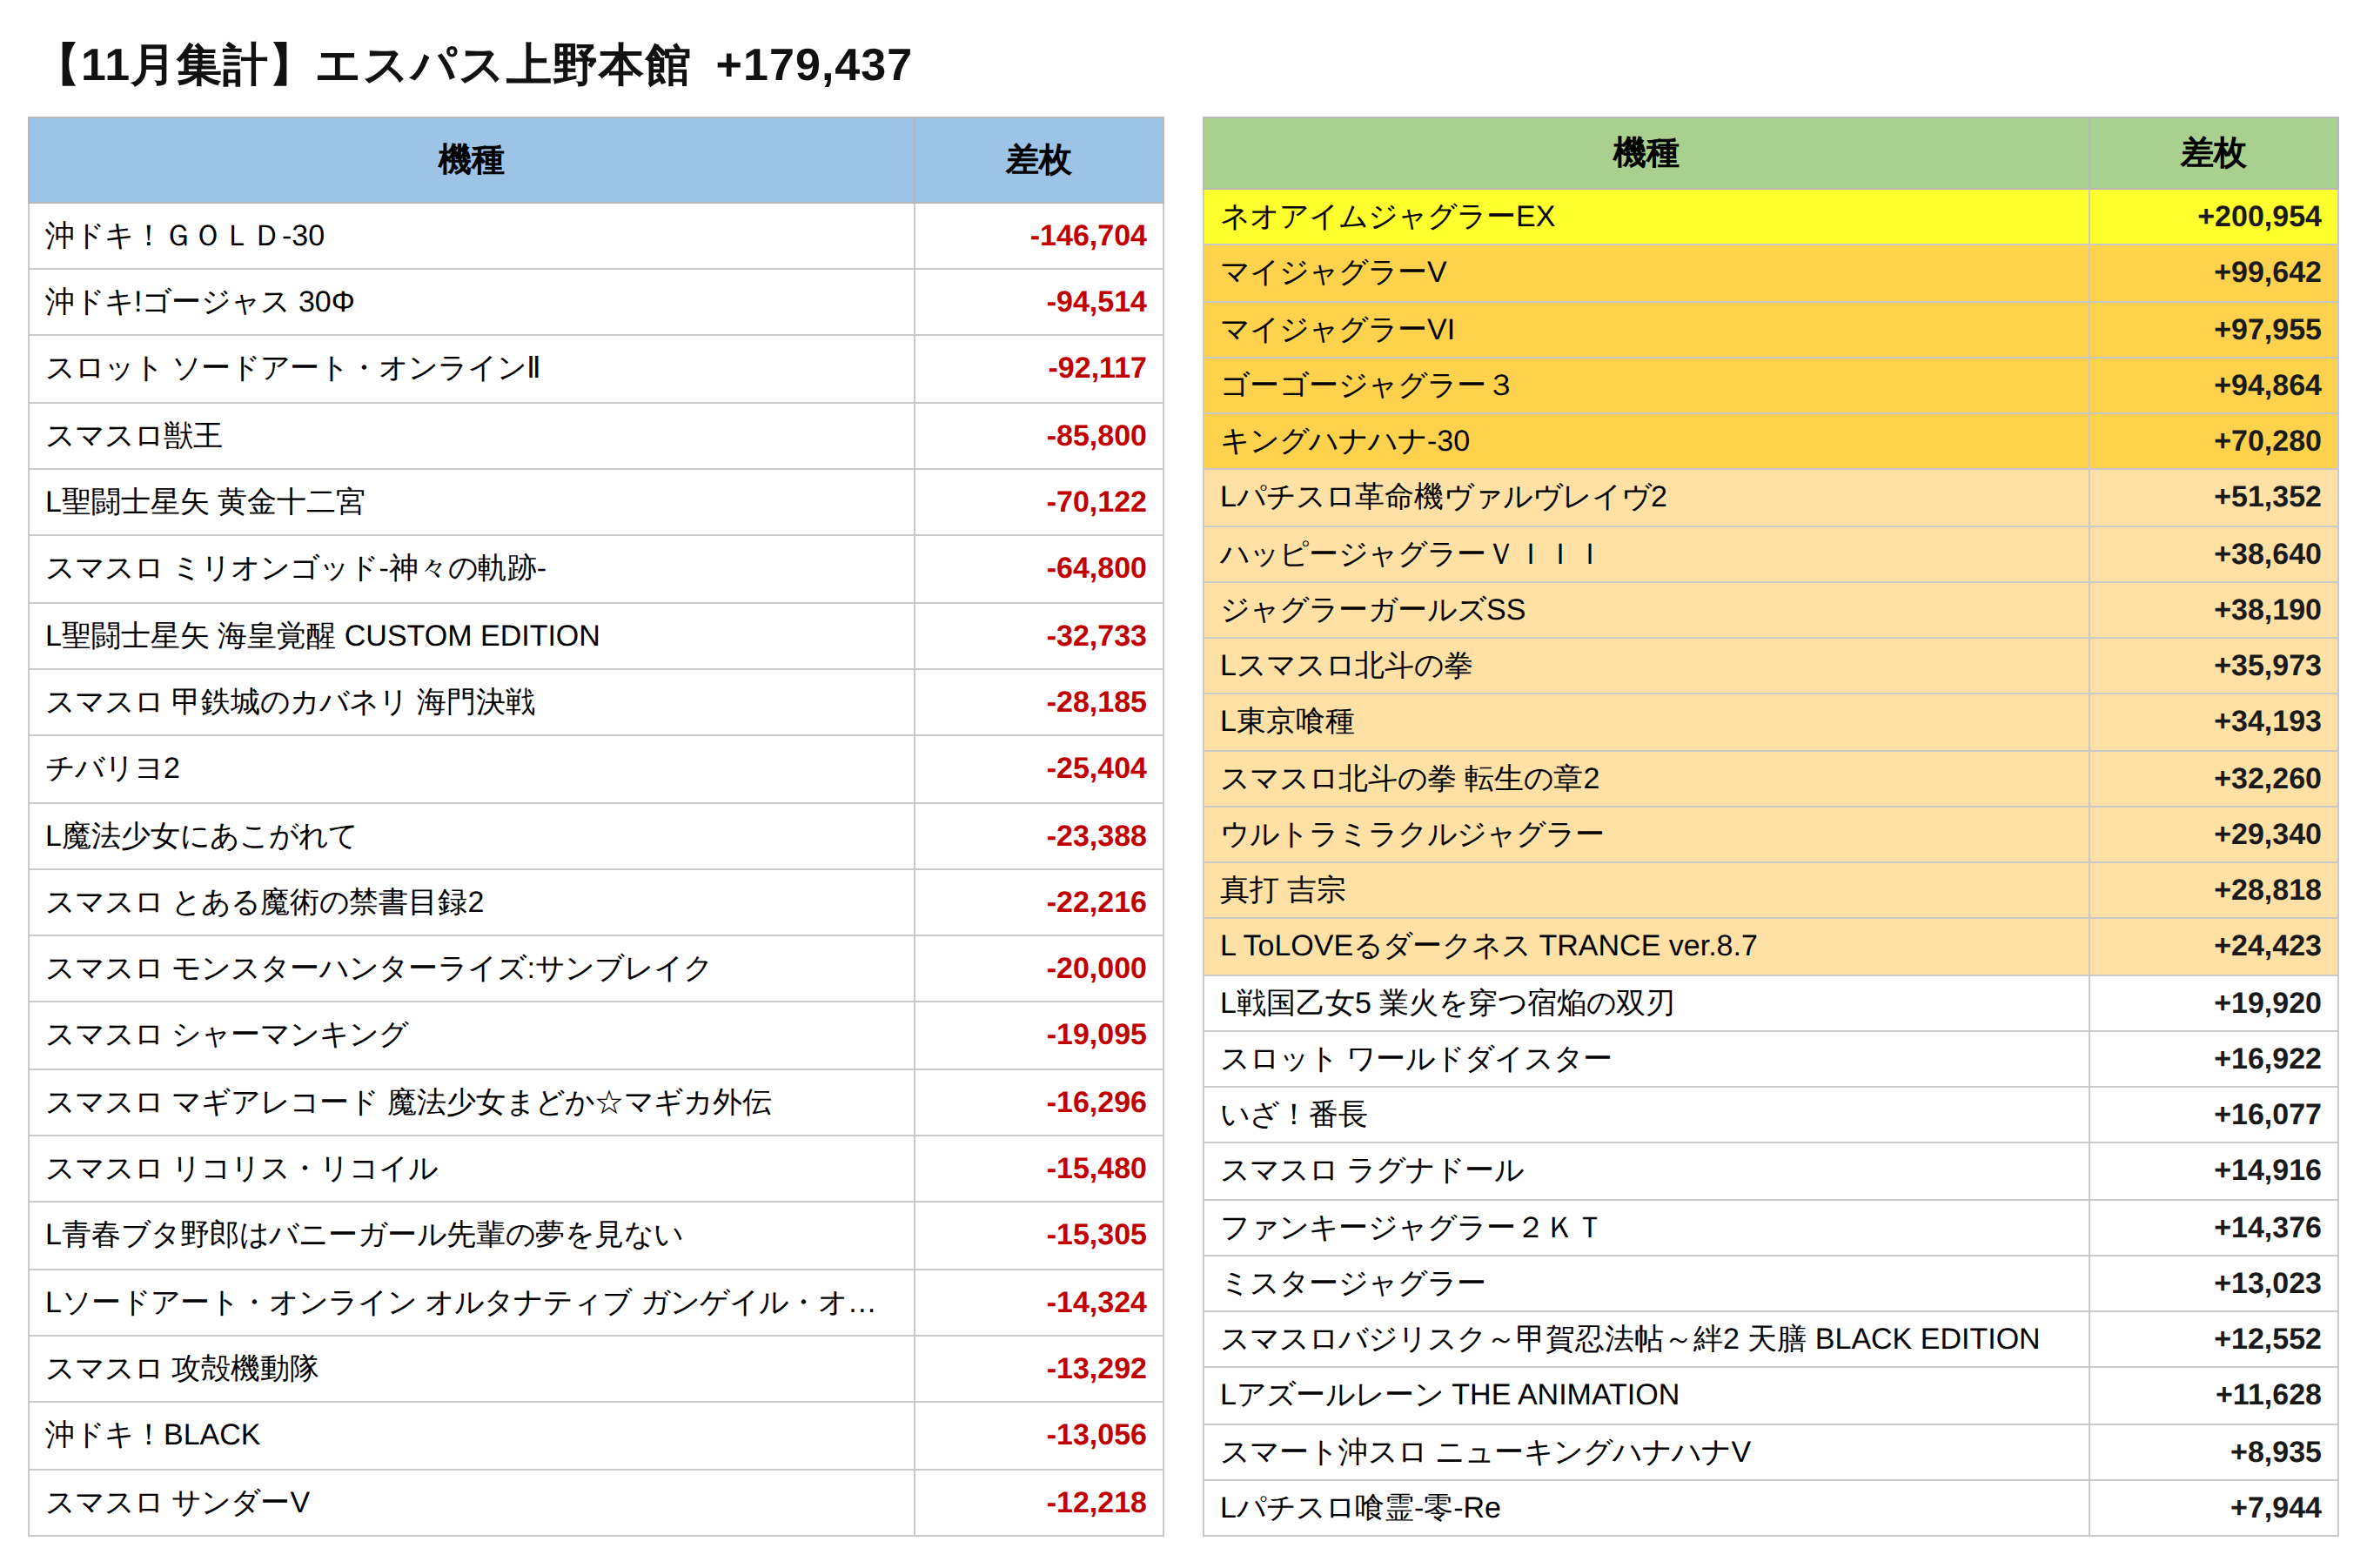 【11月集計】エスパス上野本館 +179,437
機種 差枚
沖ドキ！ＧＯＬＤ-30 -146,704
沖ドキ!ゴージャス 30Φ -94,514
スロット ソードアート・オンラインⅡ -92,117
スマスロ獣王 -85,800
L聖闘士星矢 黄金十二宮 -70,122
スマスロ ミリオンゴッド-神々の軌跡- -64,800
L聖闘士星矢 海皇覚醒 CUSTOM EDITION -32,733
スマスロ 甲鉄城のカバネリ 海門決戦 -28,185
チバリヨ2 -25,404
L魔法少女にあこがれて -23,388
スマスロ とある魔術の禁書目録2 -22,216
スマスロ モンスターハンターライズ:サンブレイク -20,000
スマスロ シャーマンキング -19,095
スマスロ マギアレコード 魔法少女まどか☆マギカ外伝 -16,296
スマスロ リコリス・リコイル -15,480
L青春ブタ野郎はバニーガール先輩の夢を見ない -15,305
Lソードアート・オンライン オルタナティブ ガンゲイル・オ… -14,324
スマスロ 攻殻機動隊 -13,292
沖ドキ！BLACK -13,056
スマスロ サンダーV -12,218
機種 差枚
ネオアイムジャグラーEX +200,954
マイジャグラーV +99,642
マイジャグラーVI +97,955
ゴーゴージャグラー３ +94,864
キングハナハナ-30 +70,280
Lパチスロ革命機ヴァルヴレイヴ2 +51,352
ハッピージャグラーＶＩＩＩ +38,640
ジャグラーガールズSS +38,190
Lスマスロ北斗の拳 +35,973
L東京喰種 +34,193
スマスロ北斗の拳 転生の章2 +32,260
ウルトラミラクルジャグラー +29,340
真打 吉宗 +28,818
L ToLOVEるダークネス TRANCE ver.8.7 +24,423
L戦国乙女5 業火を穿つ宿焔の双刃 +19,920
スロット ワールドダイスター +16,922
いざ！番長 +16,077
スマスロ ラグナドール +14,916
ファンキージャグラー２ＫＴ +14,376
ミスタージャグラー +13,023
スマスロバジリスク～甲賀忍法帖～絆2 天膳 BLACK EDITION +12,552
Lアズールレーン THE ANIMATION +11,628
スマート沖スロ ニューキングハナハナV +8,935
Lパチスロ喰霊-零-Re +7,944